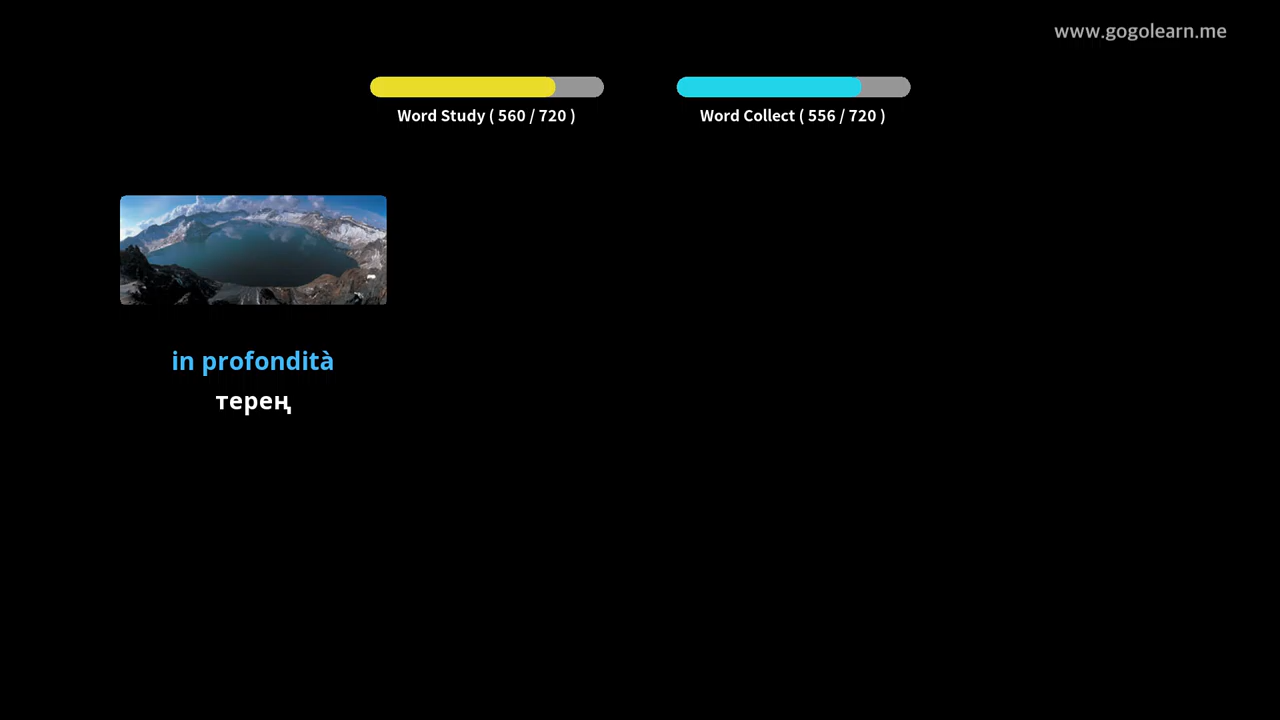 www.gogolearn.me
Word Study ( 560 / 720 )
Word Collect ( 556 / 720 )
in profondità
терең